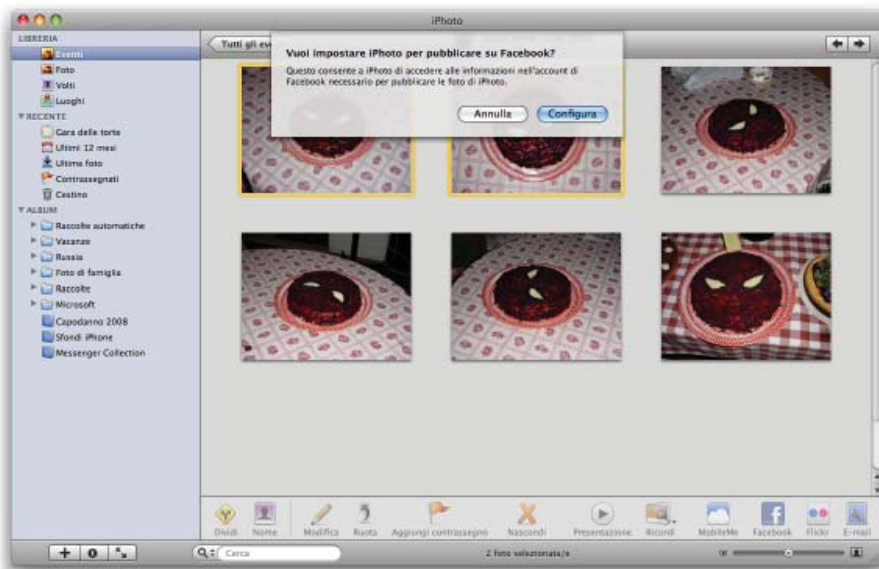 iPhoto
LIBRERIA
Eventi
Foto
Volti
Luoghi
RECENTE
Gara delle torte
Ultimi 12 mesi
Ultime foto
Contrassegnati
Cestino
ALBUM
Raccolte automatiche
Vacanze
Russia
Foto di famiglia
Raccolte
Microsoft
Capodanno 2008
Sfondi iPhone
Messenger Collection
Tutti gli
Vuoi impostare iPhoto per pubblicare su Facebook?
Questo consente a iPhoto di accedere alle informazioni nell'account di
Facebook necessario per pubblicare le foto di iPhoto.
Annulla Configura
Dividi Nome Modifica Ruota Aggiungi contrassegno Nascondi Presentazione Ricordi MobileMe Facebook Flickr E-mail
Cerca 2 foto selezionata/e